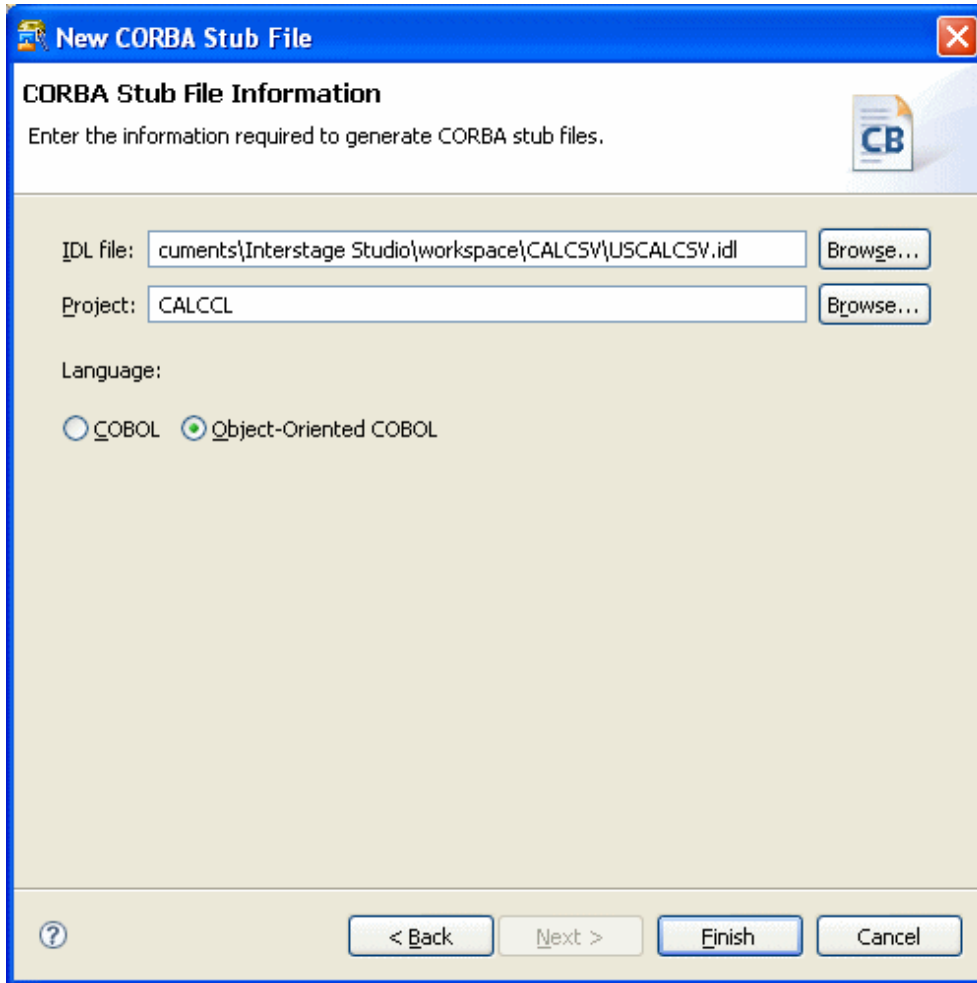 New CORBA Stub File
CORBA Stub File Information
Enter the information required to generate CORBA stub files.
CB
IDL file: cuments\Interstage Studio\workspace\CALCSV\USCALCSV.idl Browse...
Project: CALCCL Browse...
Language:
COBOL Object-Oriented COBOL
? < Back Next > Finish Cancel